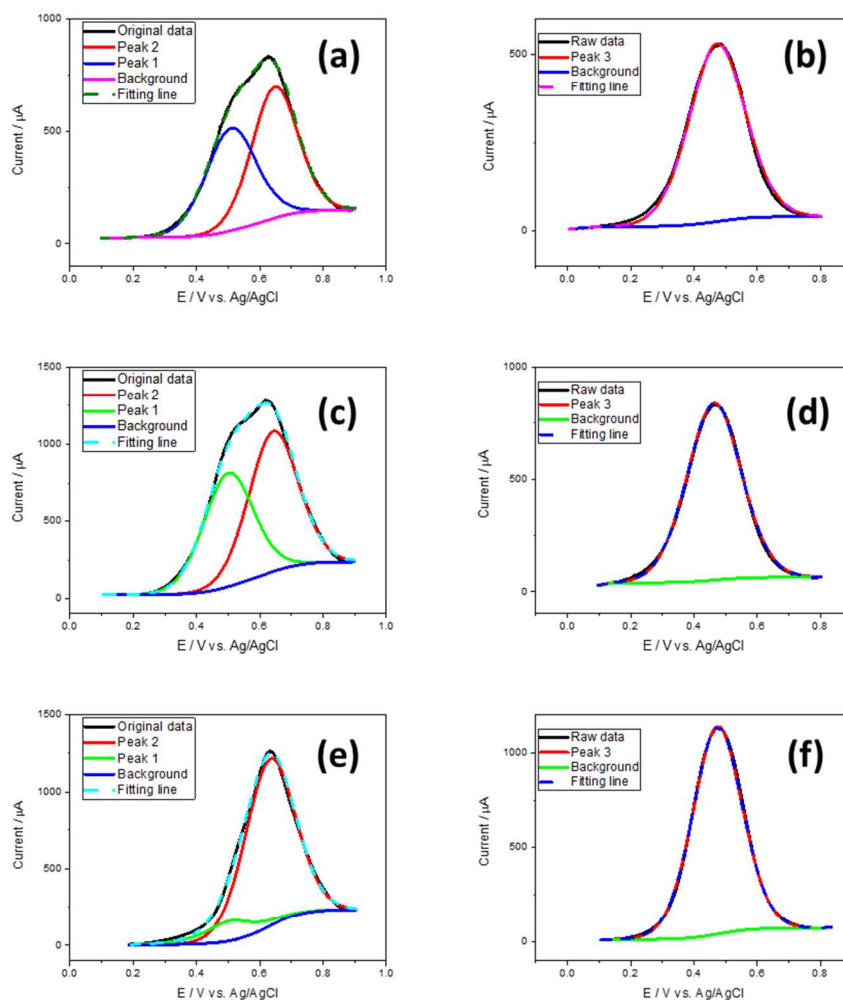 (a)
Original data
Peak 2
Peak 1
Background
Fitting line
1000
500
0
Current / µA
0.0 0.2 0.4 0.6 0.8 1.0
E / V vs. Ag/AgCl
(b)
Raw data
Peak 3
Background
Fitting line
500
0
Current / µA
0.0 0.2 0.4 0.6 0.8
E / V vs. Ag/AgCl
(c)
Original data
Peak 2
Peak 1
Background
Fitting line
1500
1000
500
0
Current / µA
0.0 0.2 0.4 0.6 0.8 1.0
E / V vs. Ag/AgCl
(d)
Raw data
Peak 3
Background
Fitting line
1000
500
0
Current / µA
0.0 0.2 0.4 0.6 0.8
E / V vs. Ag/AgCl
(e)
Original data
Peak 2
Peak 1
Background
Fitting line
1500
1000
500
0
Current / µA
0.0 0.2 0.4 0.6 0.8 1.0
E / V vs. Ag/AgCl
(f)
Raw data
Peak 3
Background
Fitting line
1000
500
0
Current / µA
0.0 0.2 0.4 0.6 0.8
E / V vs. Ag/AgCl